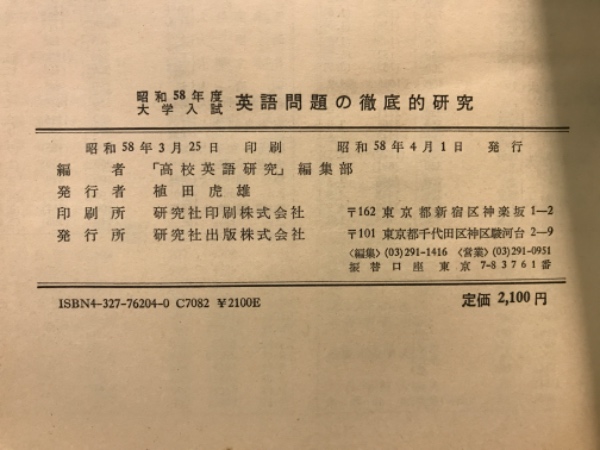 昭和58年度
大学入試 英語問題の徹底的研究
昭和58年3月25日 印刷 昭和58年4月1日 発行
編者 「高校英語研究」編集部
発行者 植田虎雄
印刷所 研究社印刷株式会社 〒162 東京都新宿区神楽坂1-2
発行所 研究社出版株式会社 〒101 東京都千代田区神区駿河台2-9
〈編集〉(03)291-1416 〈営業〉(03)291-0951
振替口座 東京7-83761番
ISBN4-327-76204-0 C7082 ¥2100E 定価 2,100円